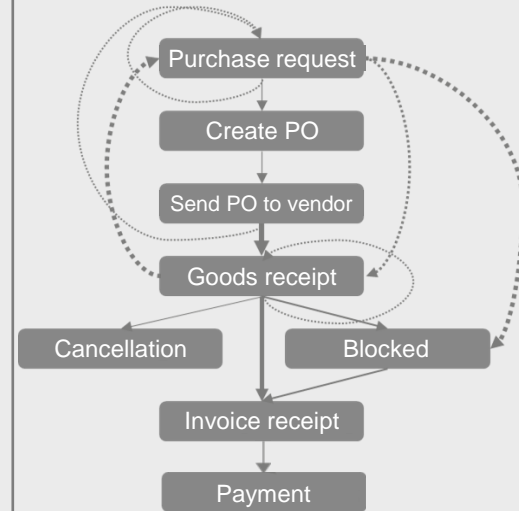 Purchase request
Create PO
Send PO to vendor
Goods receipt
Cancellation
Blocked
Invoice receipt
Payment